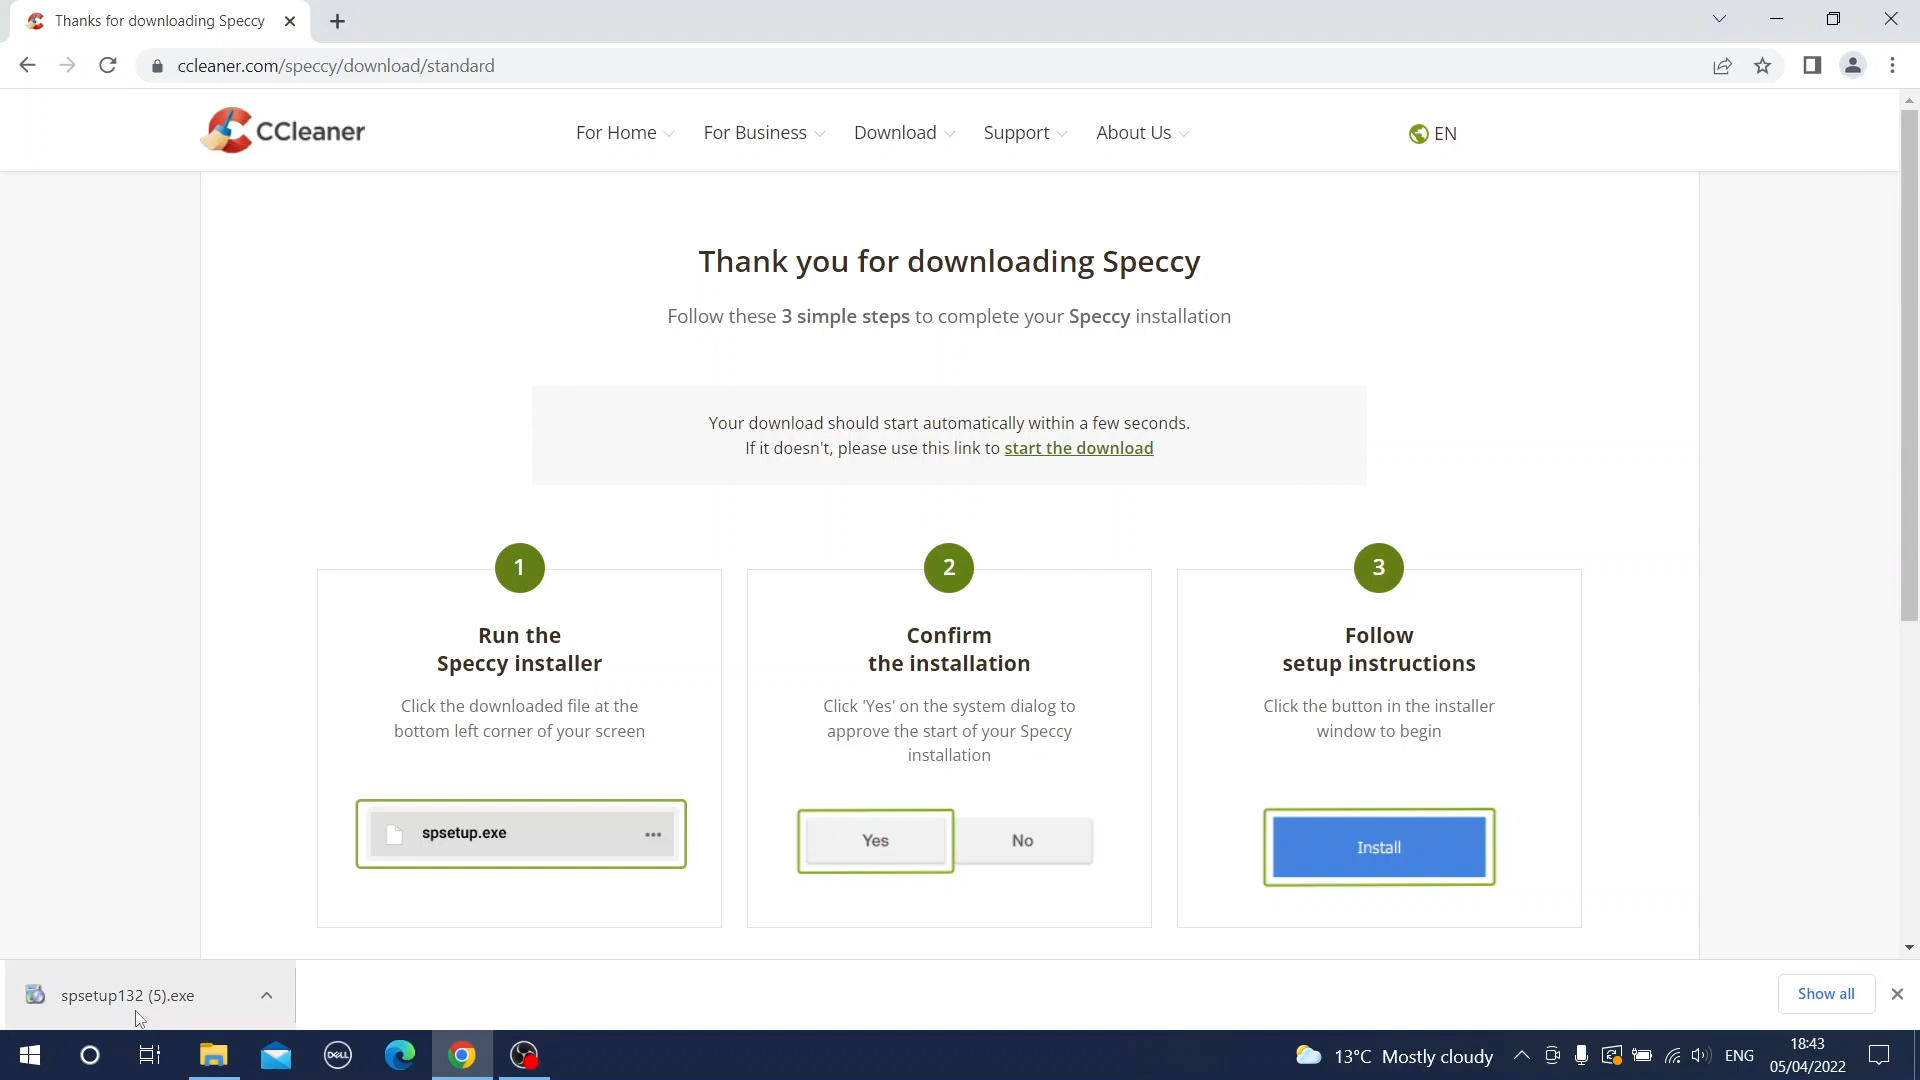 Thanks for downloading Speccy
ccleaner.com/speccy/download/standard
CCleaner
For Home
For Business
Download
Support
About Us
EN
Thank you for downloading Speccy
Follow these 3 simple steps to complete your Speccy installation
Your download should start automatically within a few seconds.
If it doesn't, please use this link to start the download
1
Run the
Speccy installer
Click the downloaded file at the
bottom left corner of your screen
spsetup.exe
2
Confirm
the installation
Click 'Yes' on the system dialog to
approve the start of your Speccy
installation
Yes
No
3
Follow
setup instructions
Click the button in the installer
window to begin
Install
spsetup132 (5).exe
Show all
DELL
13°C Mostly cloudy
ENG
18:43
05/04/2022